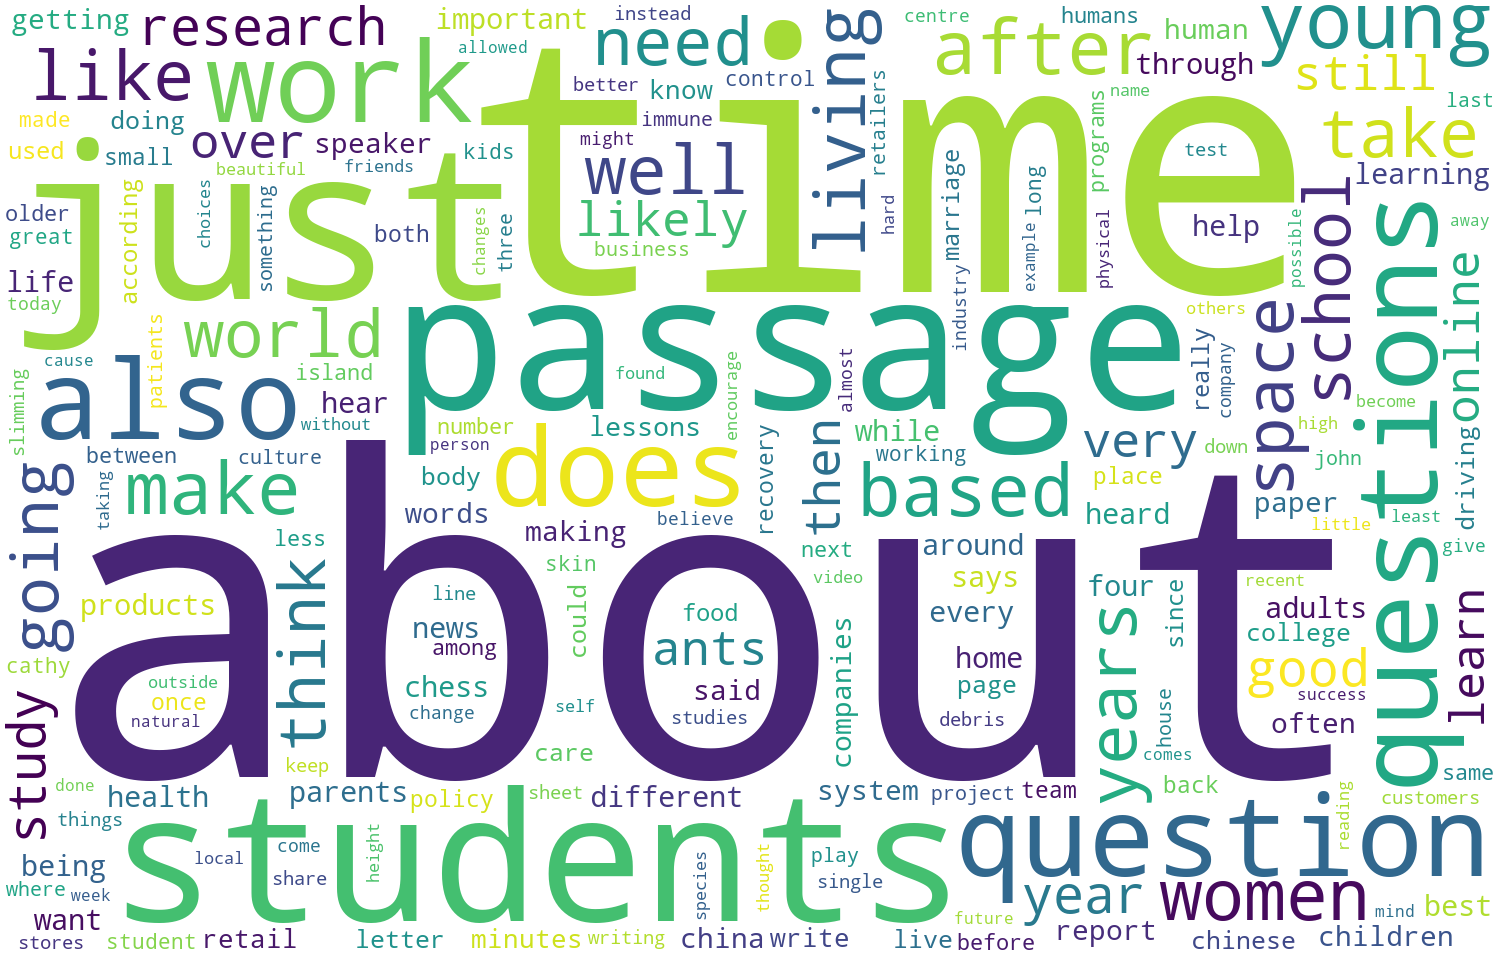 getting
research
important
instead
allowed
need
centre
humans
human
young
like
work
time
better
know
control
living
retailers
after
through
name
still
last
made
doing
over
speaker
kids
might
immune
well
programs
test
take
used
small
beautiful
friends
likely
business
hard
marriage
example
long
physical
help
possible
learning
older
great
according
choices
something
just
both
changes
three
industry
school
away
life
today
world
passage
others
questions
online
cause
patients
island
found
encourage
almost
really
company
space
slimming
also
hear
without
number
person
lessons
recovery
while
working
very
down
high
become
john
between
culture
body
does
then
based
place
driving
going
make
taking
words
making
believe
heard
paper
little
least
give
less
skin
next
video
around
says
four
since
recent
about
products
think
line
news
among
could
food
ants
every
years
adults
college
learn
cathy
outside
once
natural
chess
change
self
said
studies
companies
home
page
debris
house
good
success
often
study
keep
care
comes
same
done
things
health
parents
policy
sheet
different
system
project
team
back
customers
students
question
reading
being
where
week
local
come
share
height
species
thought
play
single
year
women
mind
best
want
stores
student
retail
letter
minutes
writing
china
write
live
future
before
report
chinese
children